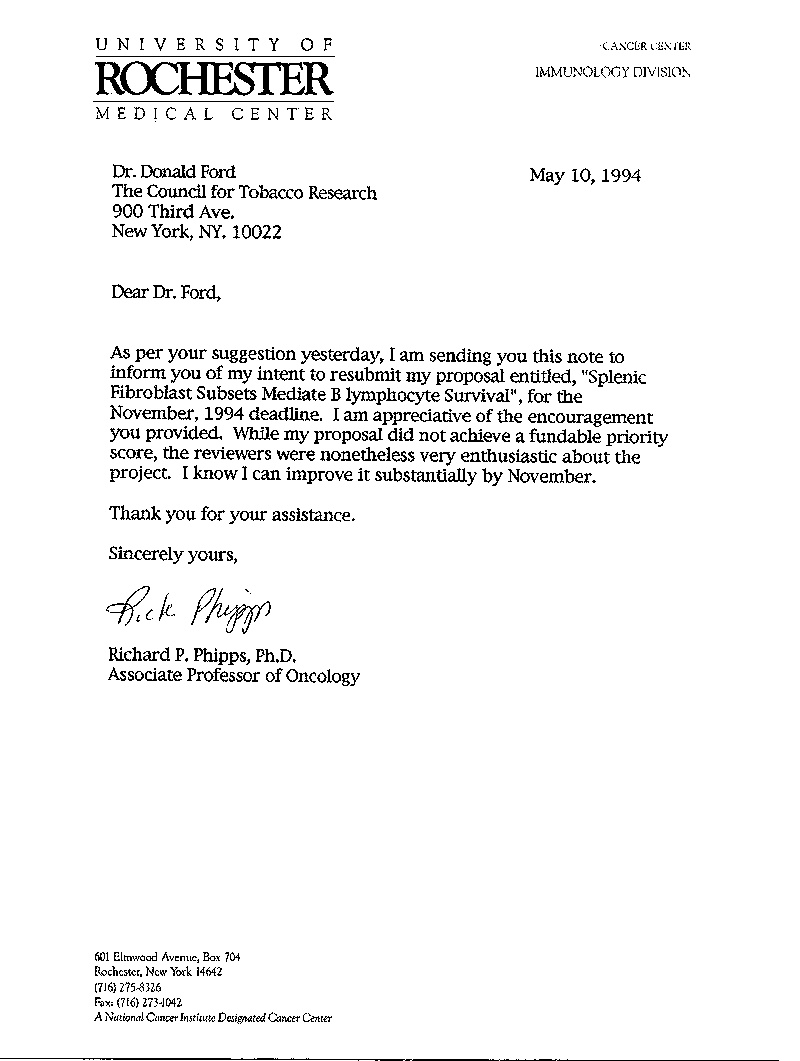 UNIVERSITY OF
ROCHESTER
MEDICAL CENTER
CANCER CENTER
IMMUNOLOGY DIVISION
Dr. Donald Ford
The Council for Tobacco Research
900 Third Ave.
New York, NY. 10022
May 10, 1994
Dear Dr. Ford,
As per your suggestion yesterday, I am sending you this note to
inform you of my intent to resubmit my proposal entitled, "Splenic
Fibroblast Subsets Mediate B lymphocyte Survival", for the
November, 1994 deadline. I am appreciative of the encouragement
you provided. While my proposal did not achieve a fundable priority
score, the reviewers were nonetheless very enthusiastic about the
project. I know I can improve it substantially by November.
Thank you for your assistance.
Sincerely yours,
Rick Phipps
Richard P. Phipps, Ph.D.
Associate Professor of Oncology
601 Elmwood Avenue, Box 704
Rochester, New York 14642
(716) 275-8326
Fax: (716) 273-1042
A National Cancer Institute Designated Cancer Center